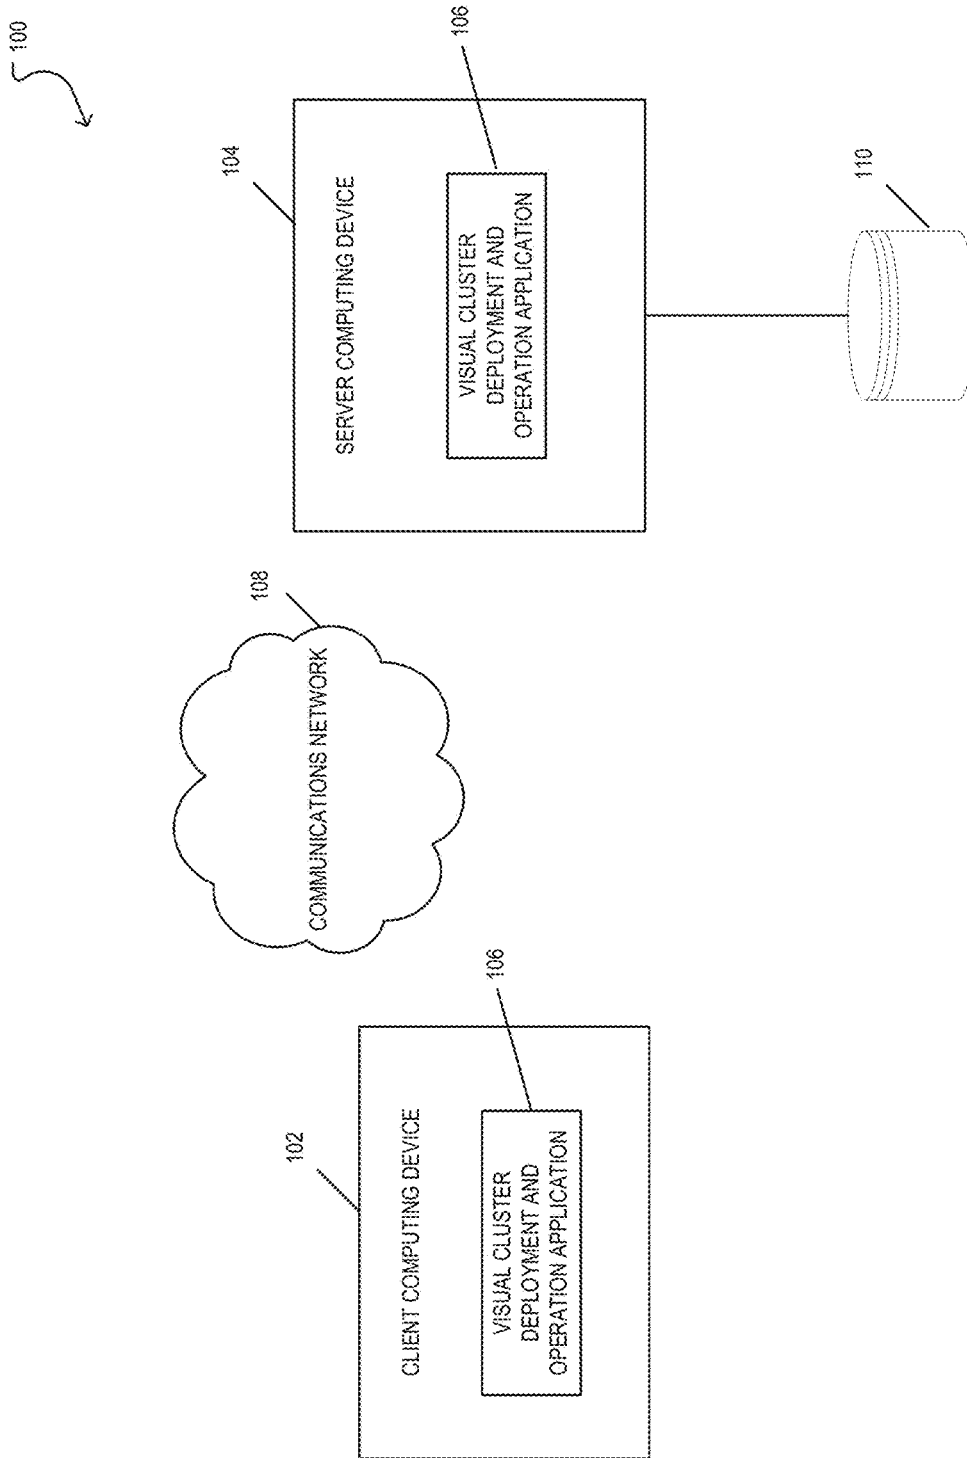 100
102
CLIENT COMPUTING DEVICE
106
VISUAL CLUSTER
DEPLOYMENT AND
OPERATION APPLICATION
108
COMMUNICATIONS NETWORK
104
SERVER COMPUTING DEVICE
106
VISUAL CLUSTER
DEPLOYMENT AND
OPERATION APPLICATION
110